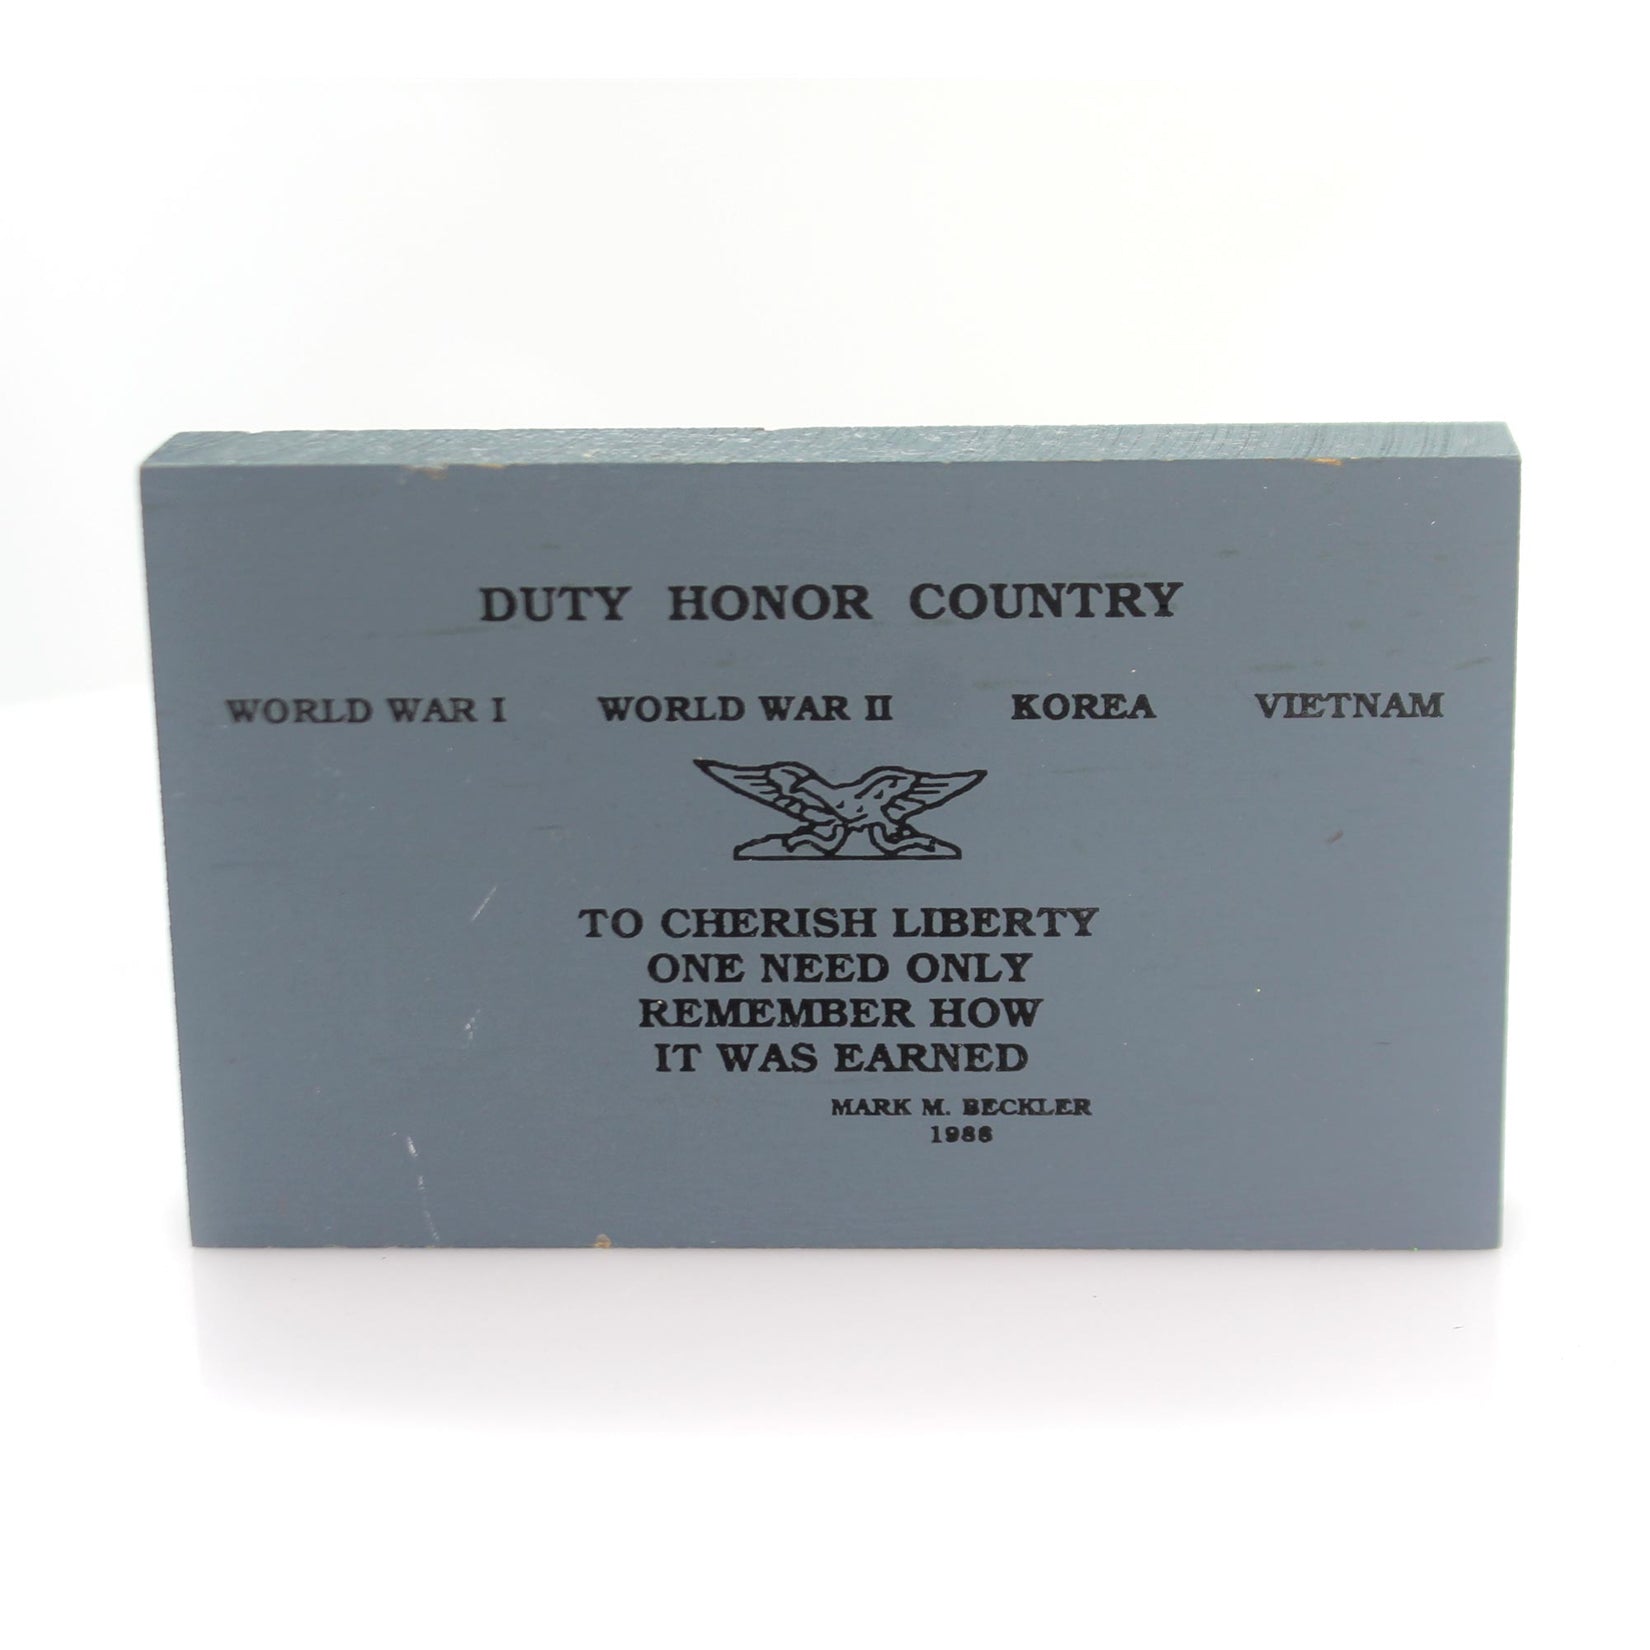 DUTY HONOR COUNTRY
WORLD WAR I WORLD WAR II KOREA VIETNAM
TO CHERISH LIBERTY
ONE NEED ONLY
REMEMBER HOW
IT WAS EARNED
MARK M. BECKLER
1986